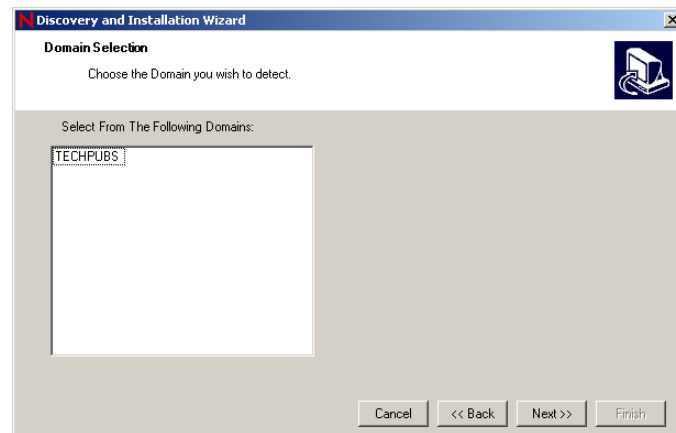 Discovery and Installation Wizard
Domain Selection
Choose the Domain you wish to detect.
Select From The Following Domains:
TECHPUBS
Cancel
<< Back
Next >>
Finish